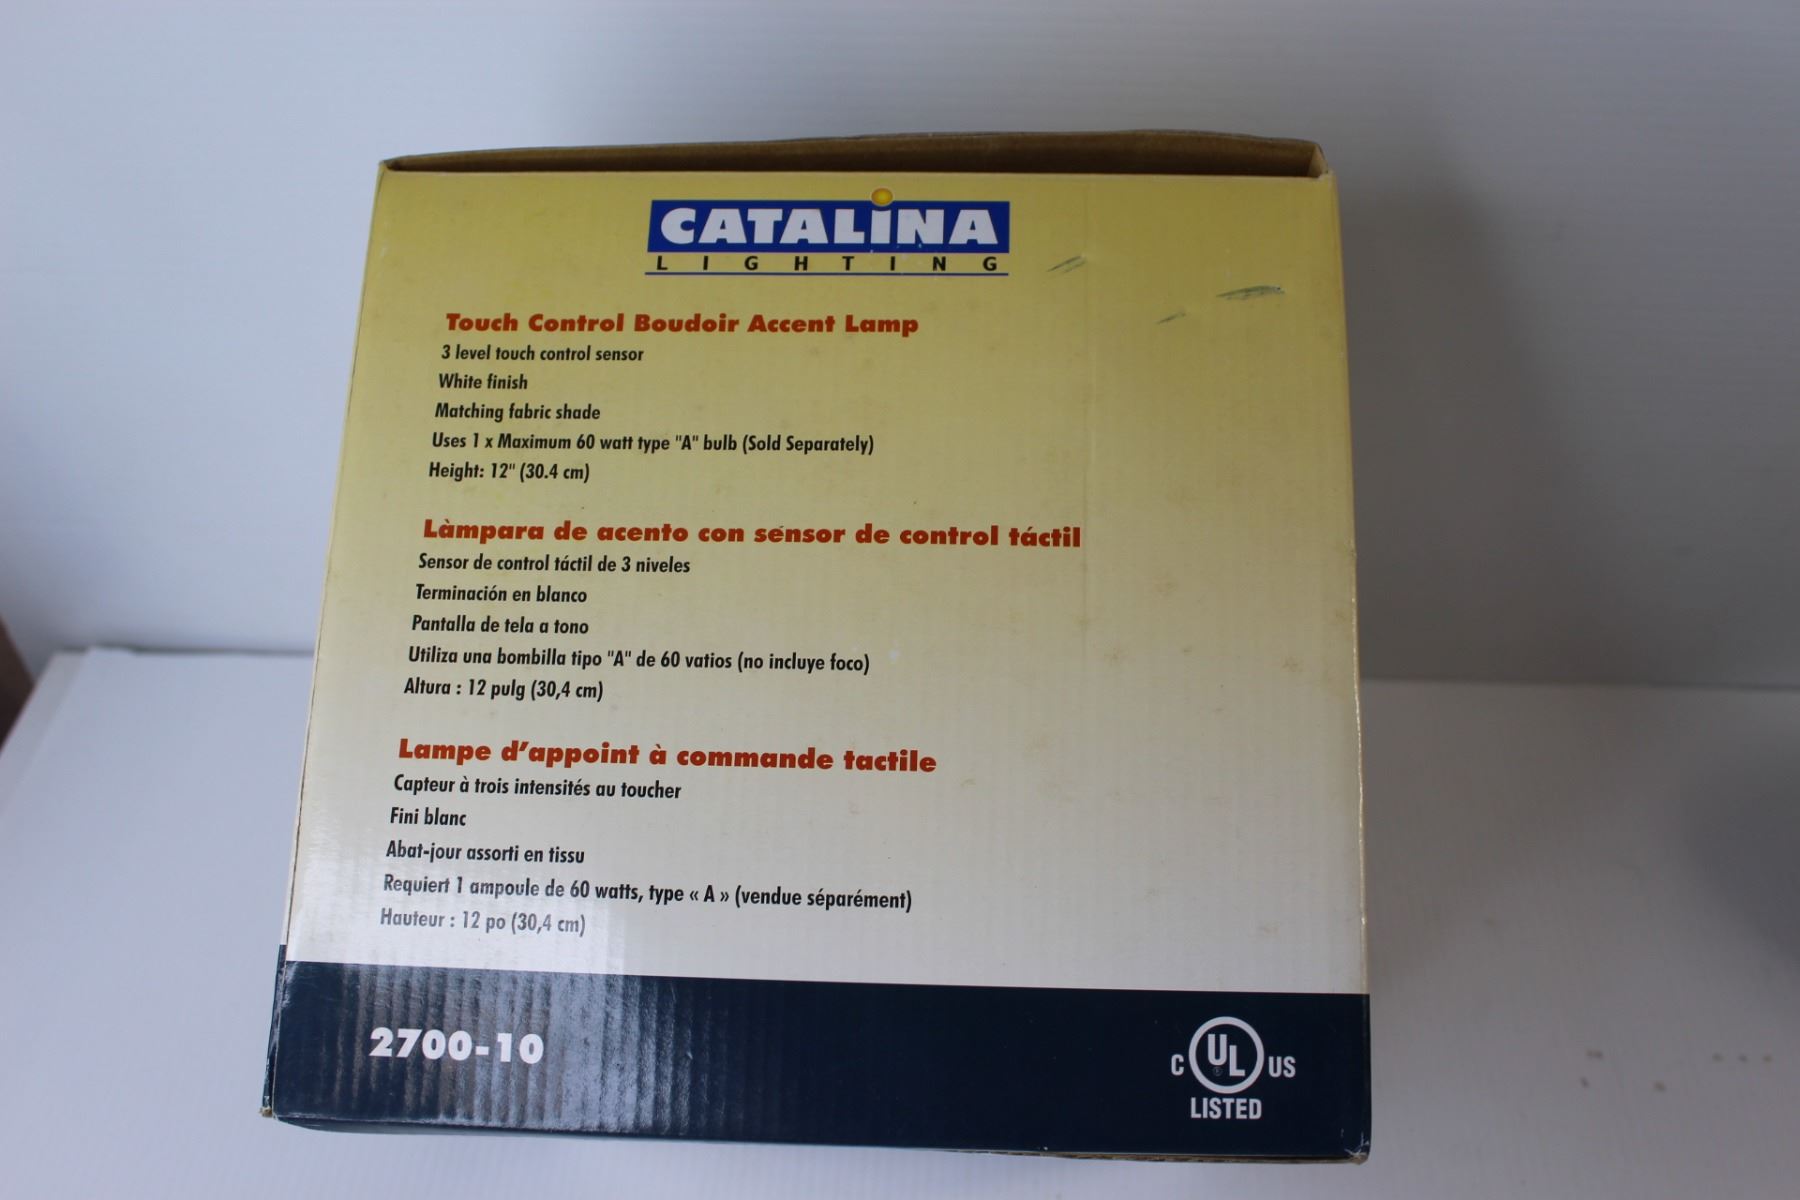 CATALINA
LIGHTING
Touch Control Boudoir Accent Lamp
3 level touch control sensor
White finish
Matching fabric shade
Uses 1 x Maximum 60 watt type "A" bulb (Sold Separately)
Height: 12" (30.4 cm)
Làmpara de acento con sénsor de control táctil
Sensor de control táctil de 3 niveles
Terminación en blanco
Pantalla de tela a tono
Utiliza una bombilla tipo "A" de 60 vatios (no incluye foco)
Altura : 12 pulg (30,4 cm)
Lampe d'appoint à commande tactile
Capteur à trois intensités au toucher
Fini blanc
Abat-jour assorti en tissu
Requiert 1 ampoule de 60 watts, type « A » (vendue séparément)
Hauteur : 12 po (30,4 cm)
2700-10
C UL ® US
LISTED